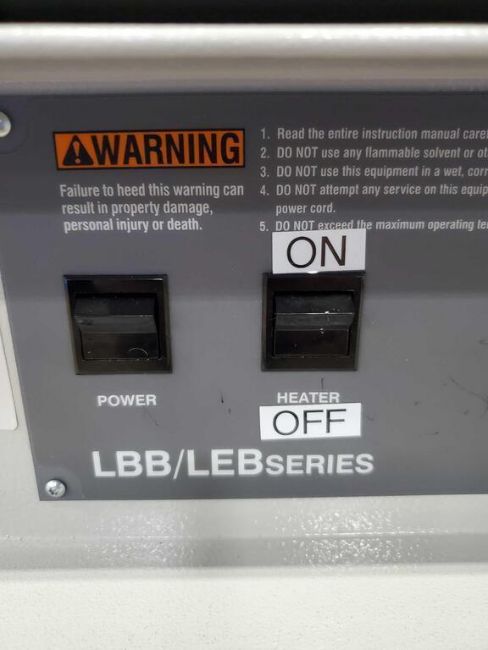 WARNING
Failure to heed this warning can
result in property damage,
personal injury or death.
1. Read the entire instruction manual
2. DO NOT use any flammable solvent or
3. DO NOT use this equipment in a wet,
4. DO NOT attempt any service on this
power cord.
5. DO NOT exceed the maximum operating
ON
POWER
HEATER
OFF
LBB/LEB SERIES